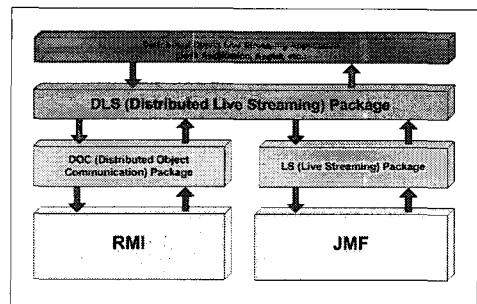 DLS (Distributed Live Streaming) Package
DOC (Distributed Object
Communication) Package
LS (Live Streaming) Package
RMI
JMF